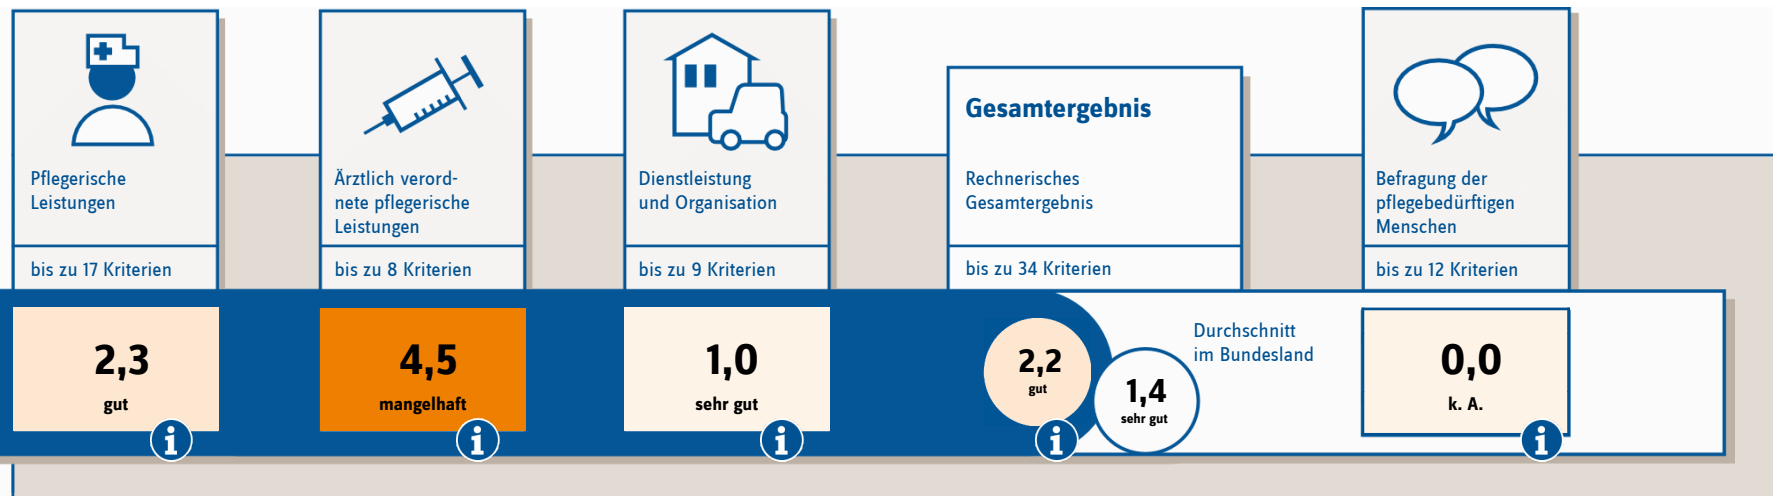 Pflegerische
Leistungen
bis zu 17 Kriterien
2,3
gut
i
Ärztlich verord-
nete pflegerische
Leistungen
bis zu 8 Kriterien
4,5
mangelhaft
i
Dienstleistung
und Organisation
bis zu 9 Kriterien
1,0
sehr gut
i
Gesamtergebnis
Rechnerisches
Gesamtergebnis
bis zu 34 Kriterien
2,2
gut
i
Durchschnitt
im Bundesland
1,4
sehr gut
Befragung der
pflegebedürftigen
Menschen
bis zu 12 Kriterien
0,0
k. A.
i